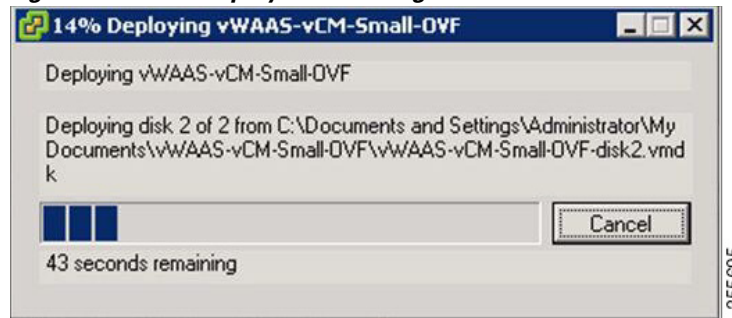 14% Deploying vWAAS-vCM-Small-OVF
Deploying vWAAS-vCM-Small-OVF
Deploying disk 2 of 2 from C:\Documents and Settings\Administrator\My
Documents\vWAAS-vCM-Small-OVF\vWAAS-vCM-Small-OVF-disk2.vmd
k
Cancel
43 seconds remaining